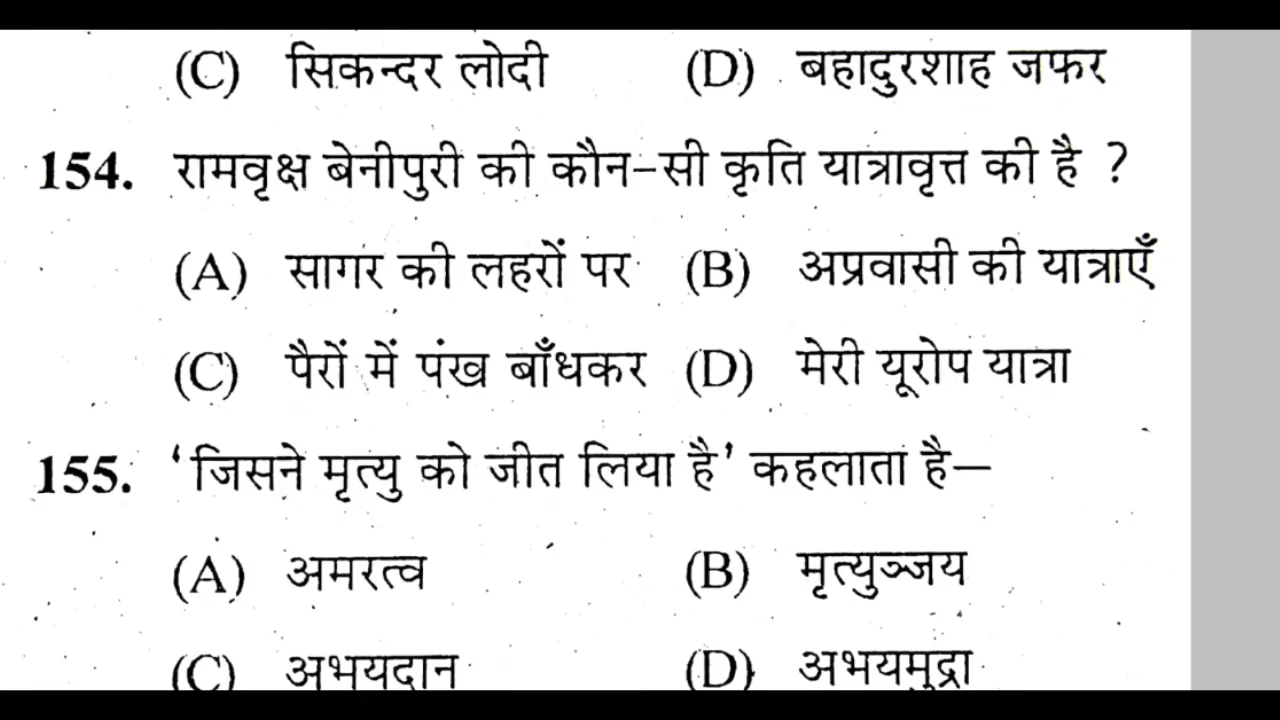 (C) सिकन्दर लोदी (D) बहादुरशाह जफर
154. रामवृक्ष बेनीपुरी की कौन-सी कृति यात्रावृत्त की है ?
(A) सागर की लहरों पर (B) अप्रवासी की यात्राएँ
(C) पैरों में पंख बाँधकर (D) मेरी यूरोप यात्रा
155. 'जिसने मृत्यु को जीत लिया है' कहलाता है—
(A) अमरत्व (B) मृत्युञ्जय
(C) अभयदान (D) अभयमुद्रा